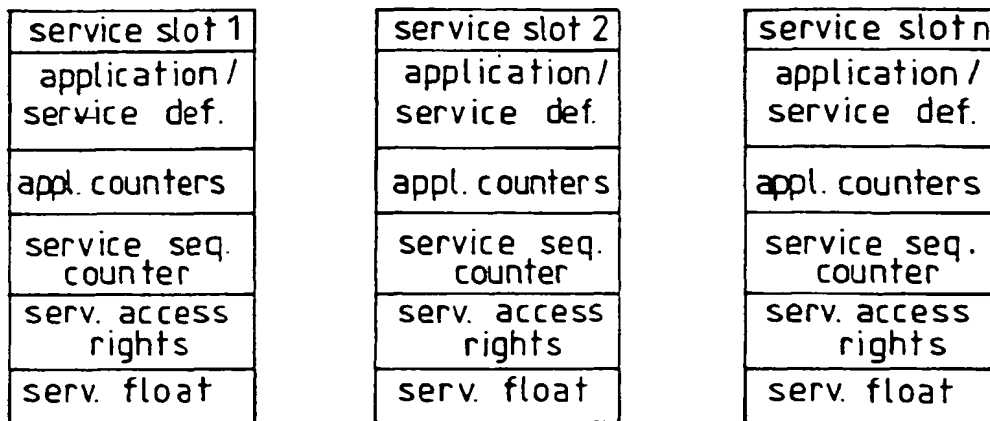 service slot 1
application/
service def.
appl. counters
service seq.
counter
serv. access
rights
serv. float
service slot 2
application/
service def.
appl. counters
service seq.
counter
serv. access
rights
serv. float
service slot n
application/
service def.
appl. counters
service seq.
counter
serv. access
rights
serv. float